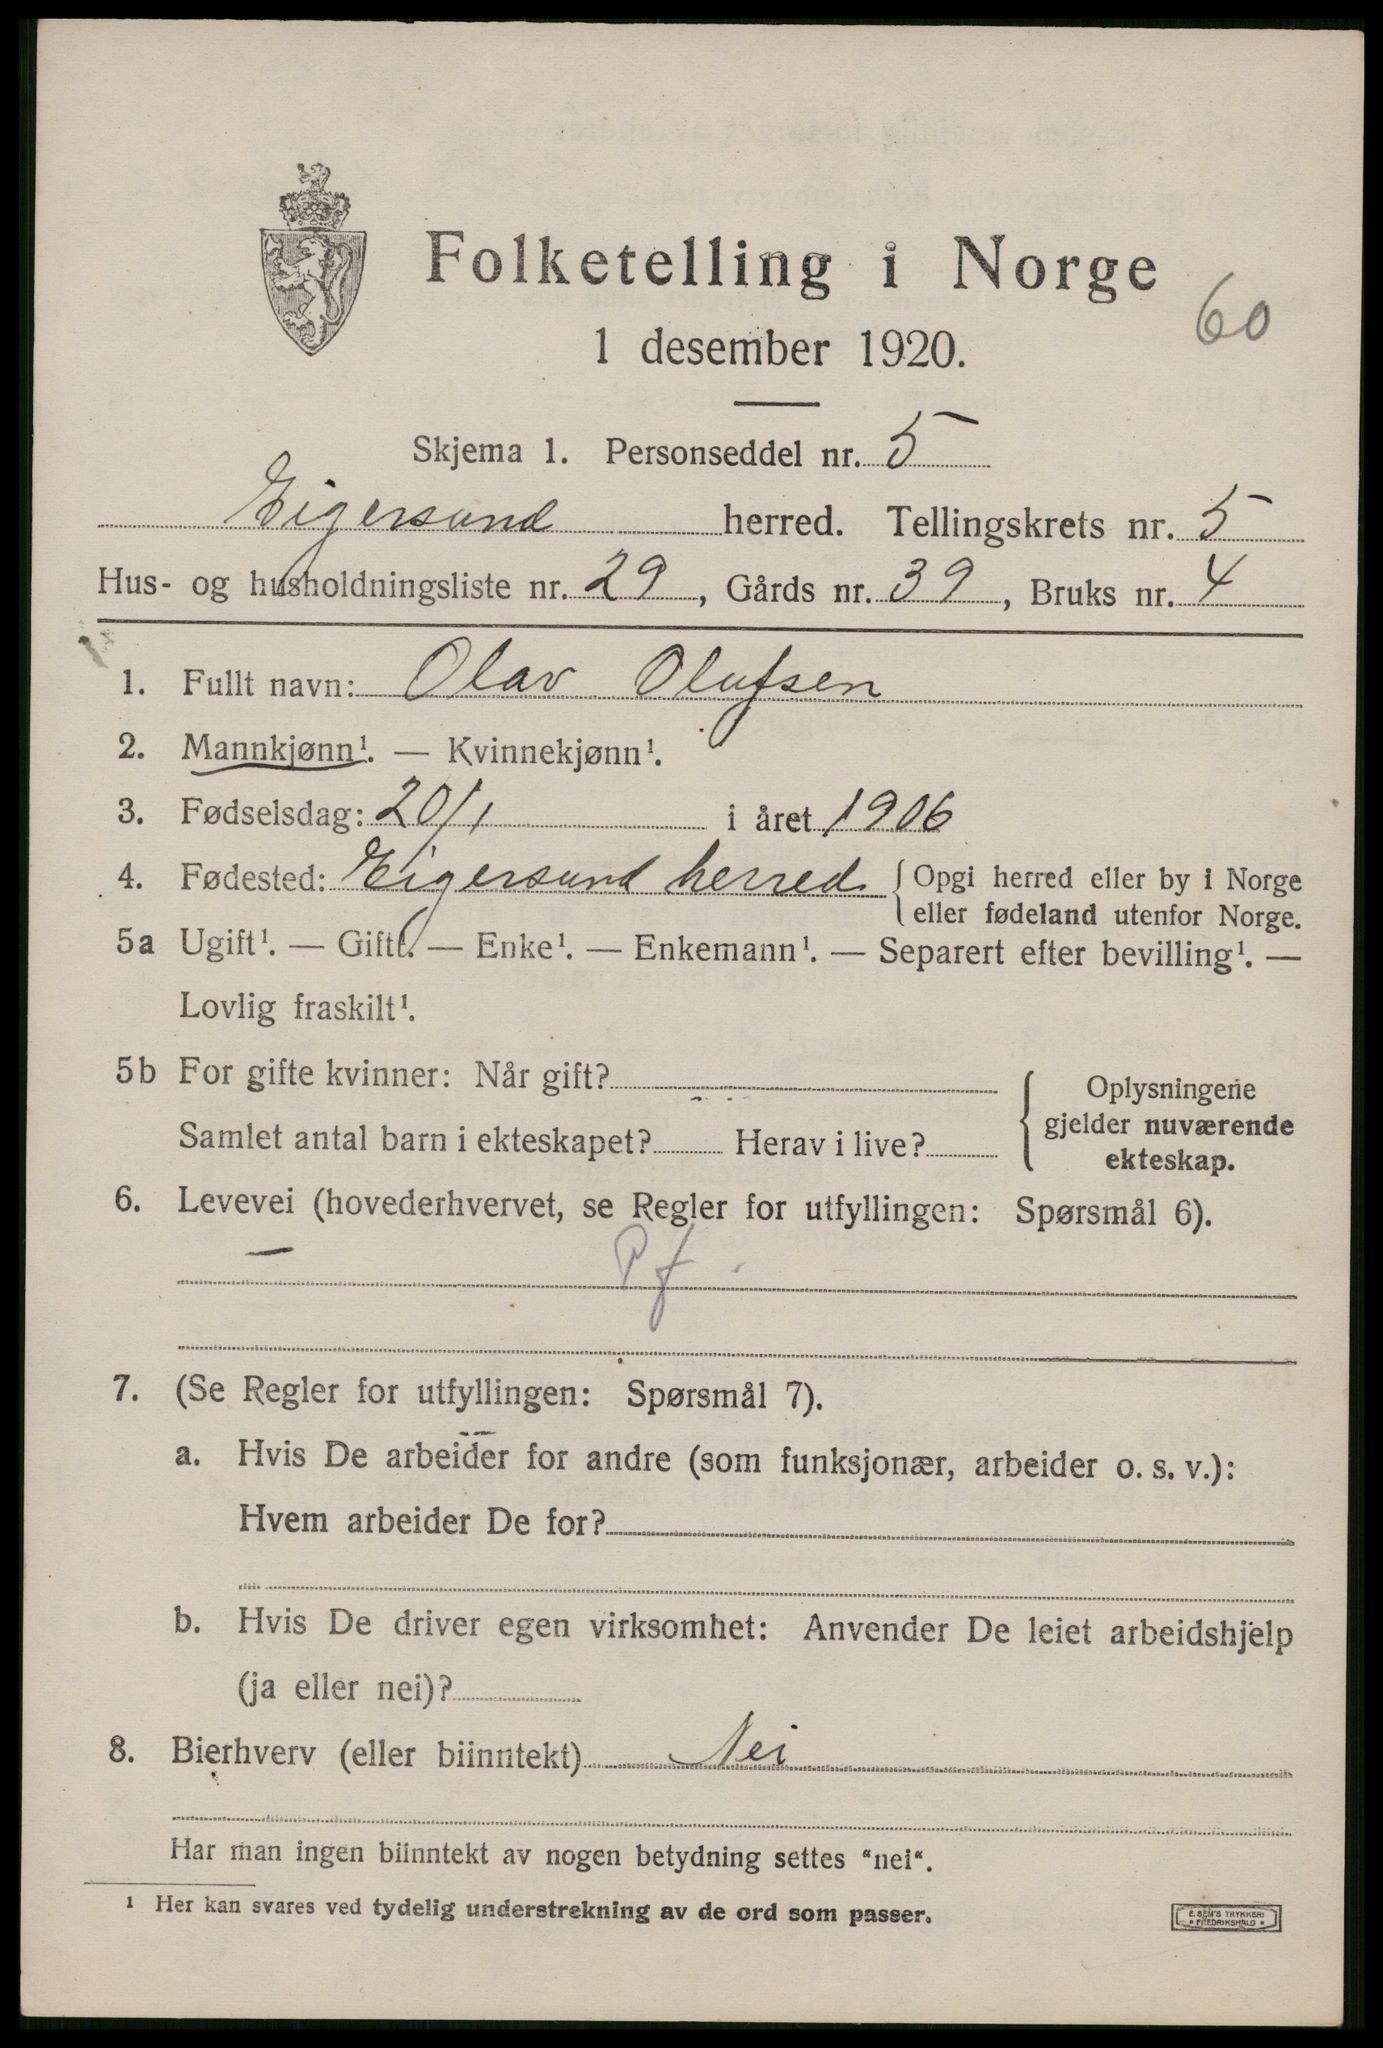 Folketelling i Norge
60
1 desember 1920.
Skjema 1. Personseddel nr. 5
Eigersund herred. Tellingskrets nr. 5
Hus- og husholdningsliste nr. 29, Gårds nr. 39, Bruks nr. 4
1. Fullt navn: Olav Olufsen
2. Mannkjønn¹. — Kvinnekjønn¹.
3. Fødselsdag: 20/1 i året 1906
4. Fødested: Eigersund herred { Opgi herred eller by i Norge
eller fødeland utenfor Norge.
5a Ugift¹. — Gift¹. — Enke¹. — Enkemann¹. — Separert efter bevilling¹. —
Lovlig fraskilt¹.
5b For gifte kvinner: Når gift?
Samlet antal barn i ekteskapet? Herav i live?
{ Oplysningene
gjelder nuværende
ekteskap.
6. Levevei (hovederhvervet, se Regler for utfyllingen: Spørsmål 6).
— Pf.
7. (Se Regler for utfyllingen: Spørsmål 7).
a. Hvis De arbeider for andre (som funksjonær, arbeider o. s. v.):
Hvem arbeider De for?
b. Hvis De driver egen virksomhet: Anvender De leiet arbeidshjelp
(ja eller nei)?
8. Bierhverv (eller biinntekt) Nei
Har man ingen biinntekt av nogen betydning settes "nei".
¹ Her kan svares ved tydelig understrekning av de ord som passer.
E. SEM'S TRYKKERI
• FREDRIKSHALD •